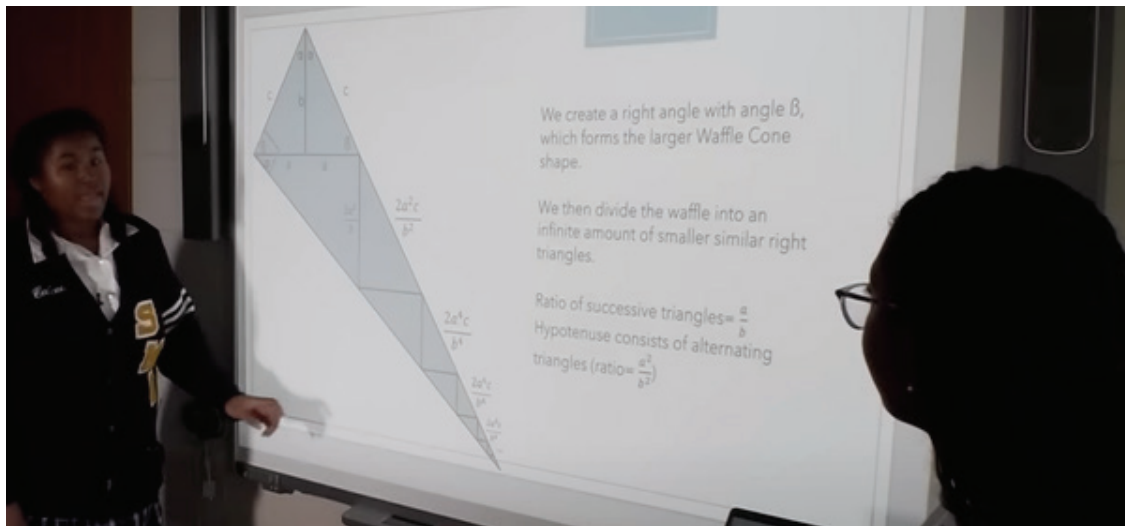 c
b
c
a
2a²c/b²
2a⁴c/b⁴
We create a right angle with angle β,
which forms the larger Waffle Cone
shape.
We then divide the waffle into an
infinite amount of smaller similar right
triangles.
Ratio of successive triangles= a/b
Hypotenuse consists of alternating
triangles (ratio= a²/b²)